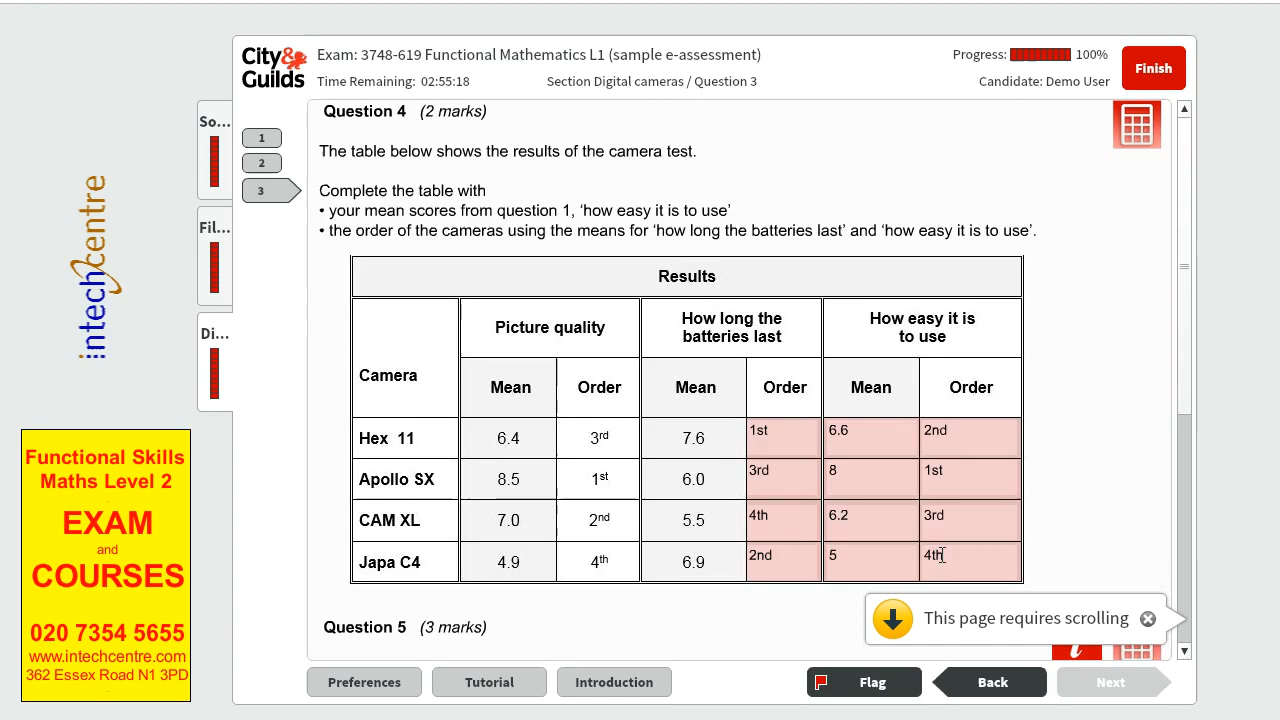 City&
Guilds
Exam: 3748-619 Functional Mathematics L1 (sample e-assessment)
Progress: 100%
Finish
Time Remaining: 02:55:18
Section Digital cameras / Question 3
Candidate: Demo User
So...
Fil...
Di...
1
2
3
intechcentre
Question 4 (2 marks)
The table below shows the results of the camera test.
Complete the table with
• your mean scores from question 1, ‘how easy it is to use’
• the order of the cameras using the means for ‘how long the batteries last’ and ‘how easy it is to use’.
Results
Camera
Picture quality
How long the
batteries last
How easy it is
to use
Mean Order Mean Order Mean Order
Hex 11 6.4 3rd 7.6 1st 6.6 2nd
Apollo SX 8.5 1st 6.0 3rd 8 1st
CAM XL 7.0 2nd 5.5 4th 6.2 3rd
Japa C4 4.9 4th 6.9 2nd 5 4th
Question 5 (3 marks)
This page requires scrolling
i
Preferences
Tutorial
Introduction
Flag
Back
Next
Functional Skills
Maths Level 2
EXAM
and
COURSES
020 7354 5655
www.intechcentre.com
362 Essex Road N1 3PD